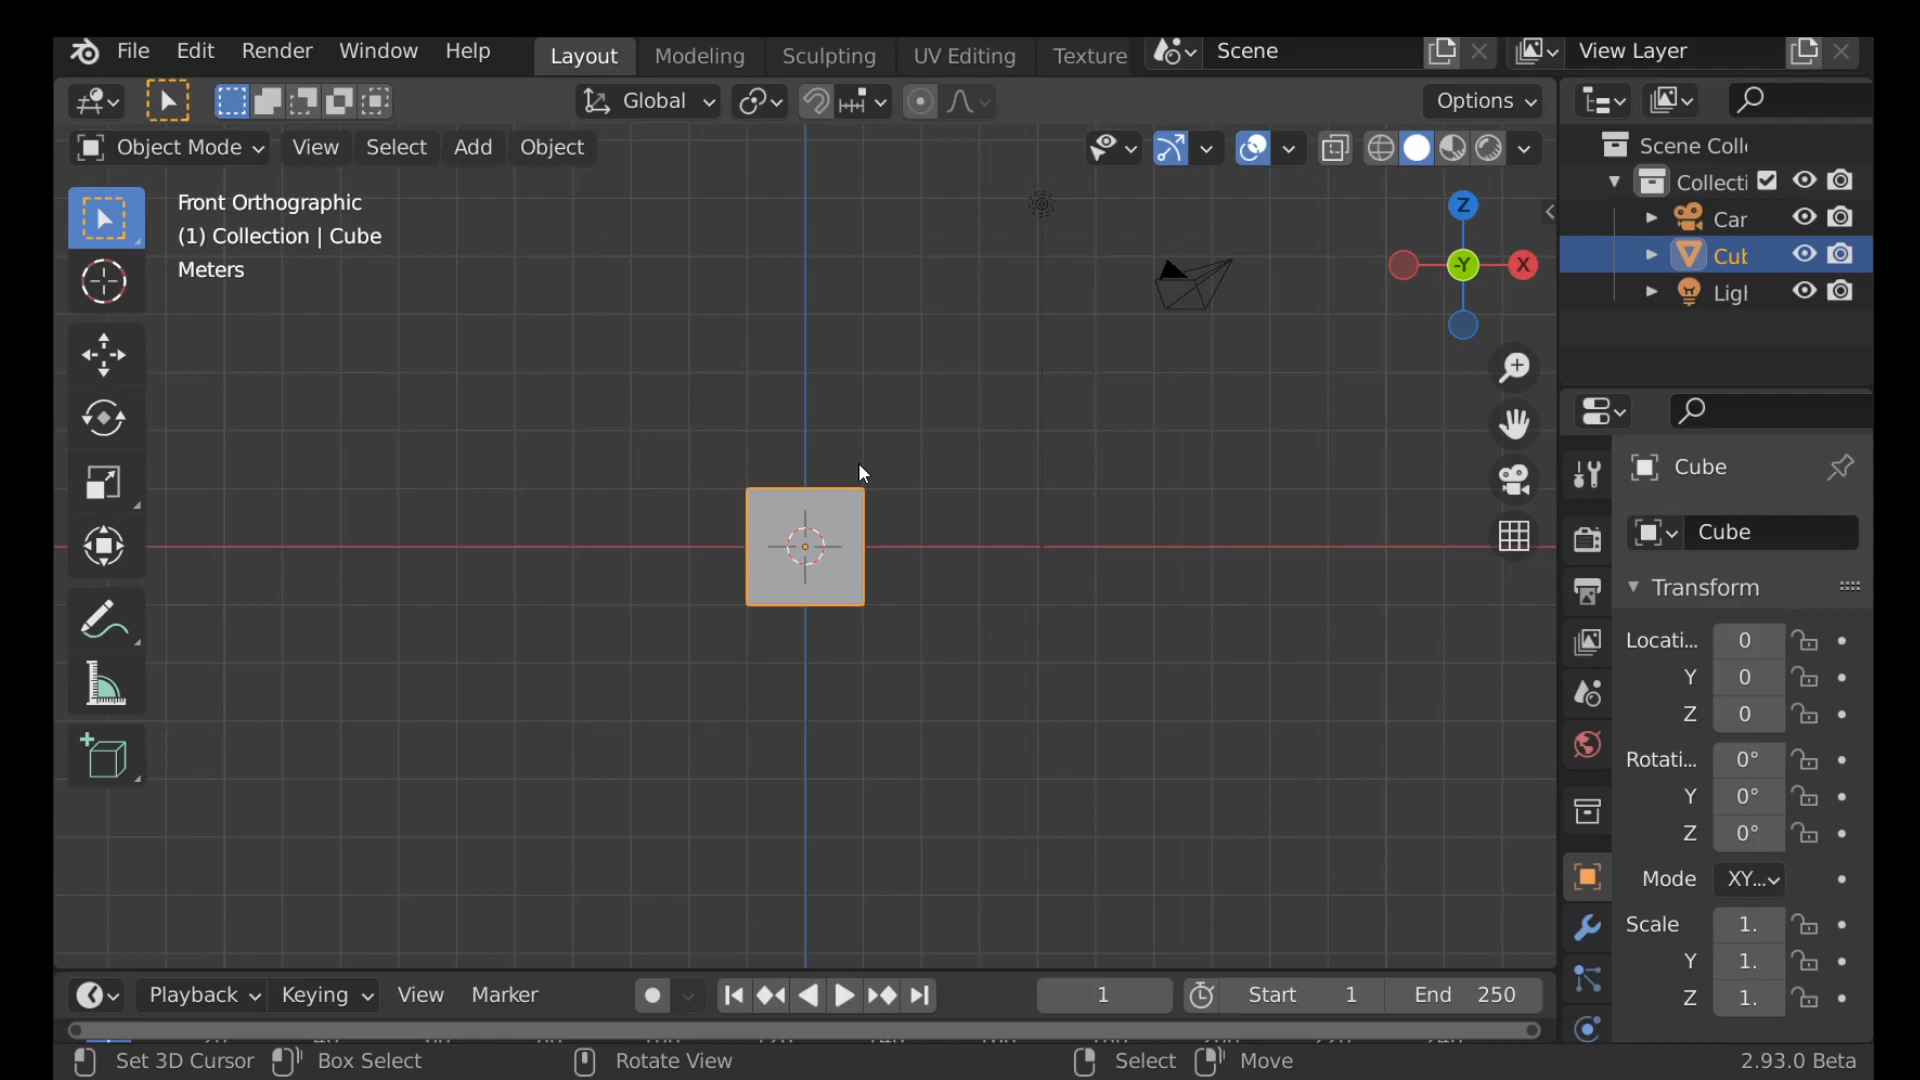 File Edit Render Window Help Layout Modeling Sculpting UV Editing Texture Scene View Layer
Global Options
Object Mode View Select Add Object
Scene Coll
Collecti
Car
Cub
Ligl
Front Orthographic
(1) Collection | Cube
Meters
Z
-Y X
Cube
Cube
Transform
Locati... 0
Y 0
Z 0
Rotati... 0°
Y 0°
Z 0°
Mode XY...
Scale 1.
Y 1.
Z 1.
Playback Keying View Marker 1 Start 1 End 250
Set 3D Cursor Box Select Rotate View Select Move 2.93.0 Beta